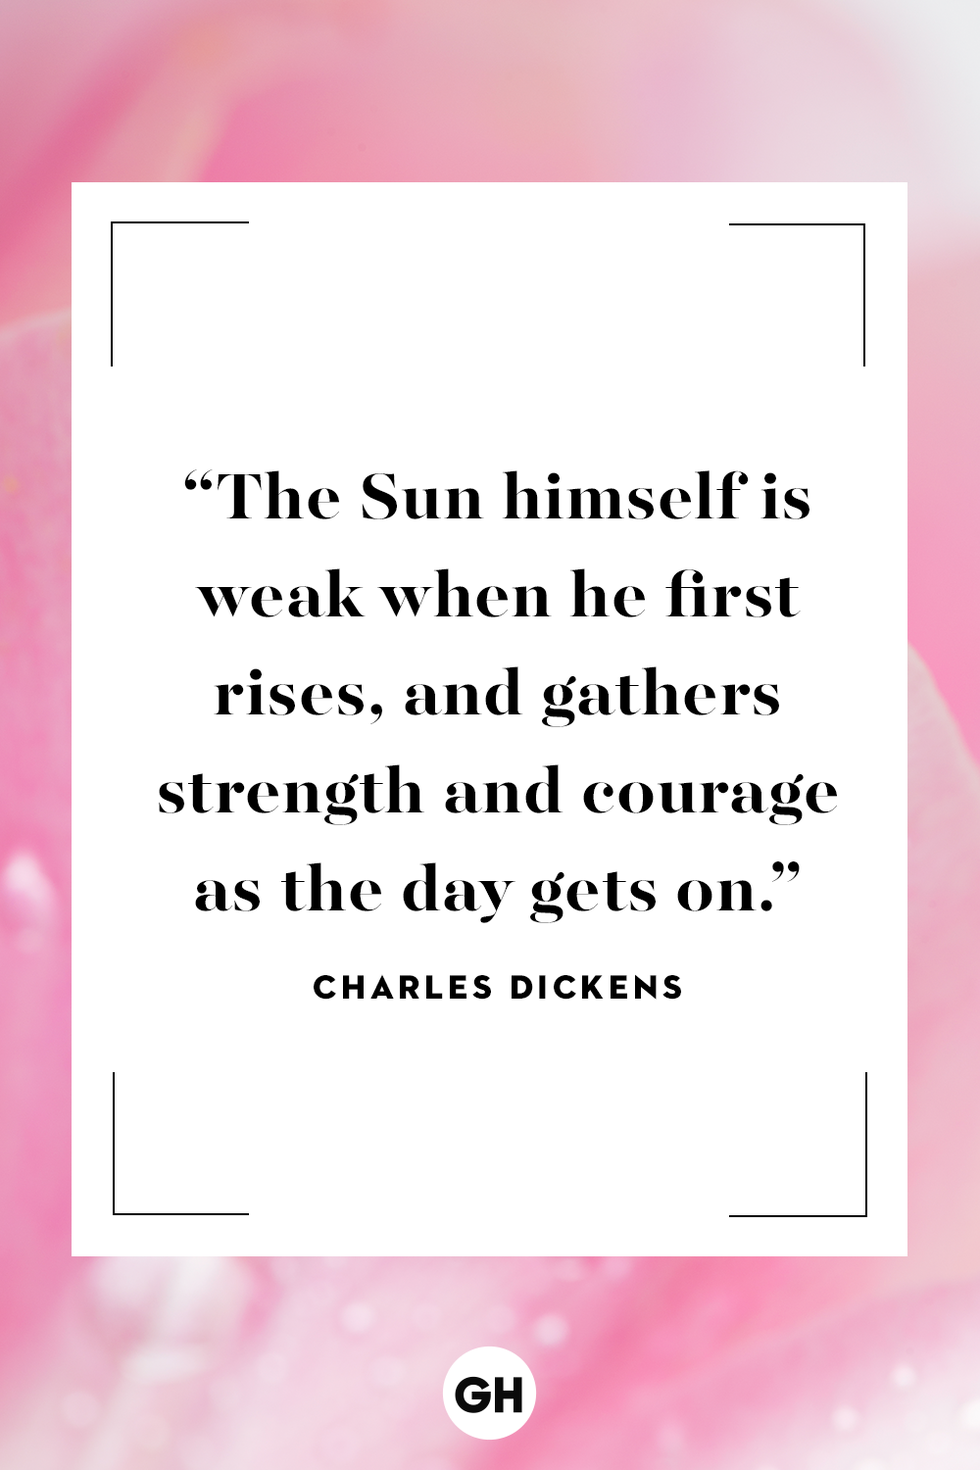 “The Sun himself is
weak when he first
rises, and gathers
strength and courage
as the day gets on.”
CHARLES DICKENS
GH